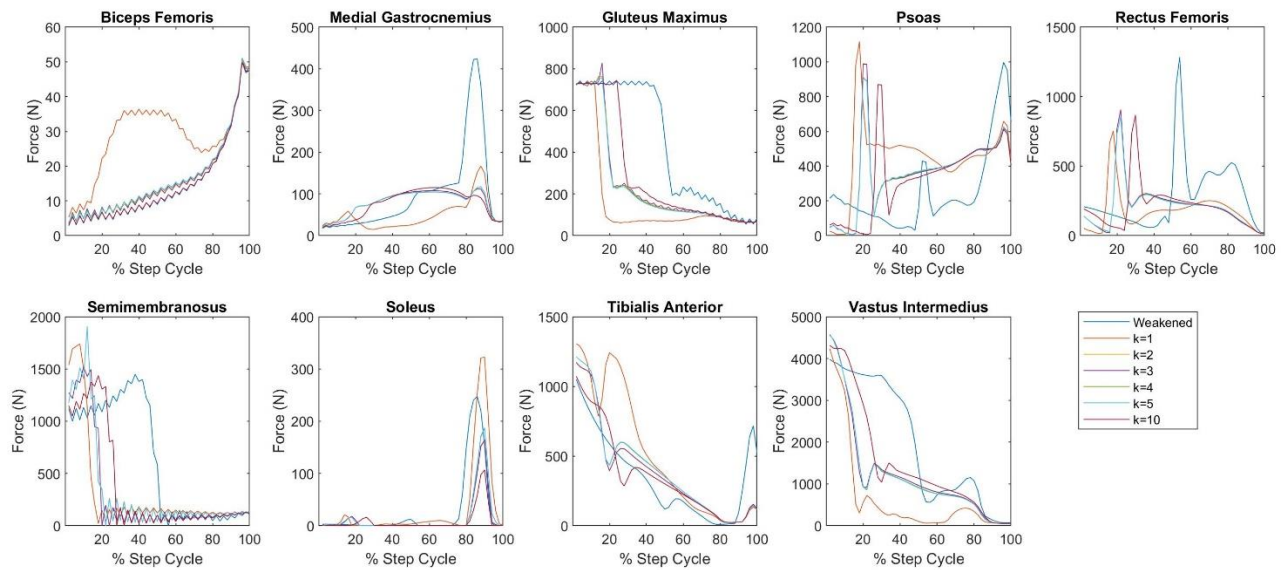 Biceps Femoris
60
50
40
30
20
10
0
Force (N)
20 40 60 80 100
% Step Cycle
Medial Gastrocnemius
500
400
300
200
100
0
Force (N)
20 40 60 80 100
% Step Cycle
Gluteus Maximus
1000
800
600
400
200
0
Force (N)
20 40 60 80 100
% Step Cycle
Psoas
1200
1000
800
600
400
200
0
Force (N)
20 40 60 80 100
% Step Cycle
Rectus Femoris
1500
1000
500
0
Force (N)
20 40 60 80 100
% Step Cycle
Semimembranosus
2000
1500
1000
500
0
Force (N)
20 40 60 80 100
% Step Cycle
Soleus
400
300
200
100
0
Force (N)
20 40 60 80 100
% Step Cycle
Tibialis Anterior
1500
1000
500
0
Force (N)
20 40 60 80 100
% Step Cycle
Vastus Intermedius
5000
4000
3000
2000
1000
0
Force (N)
20 40 60 80 100
% Step Cycle
Weakened
k=1
k=2
k=3
k=4
k=5
k=10